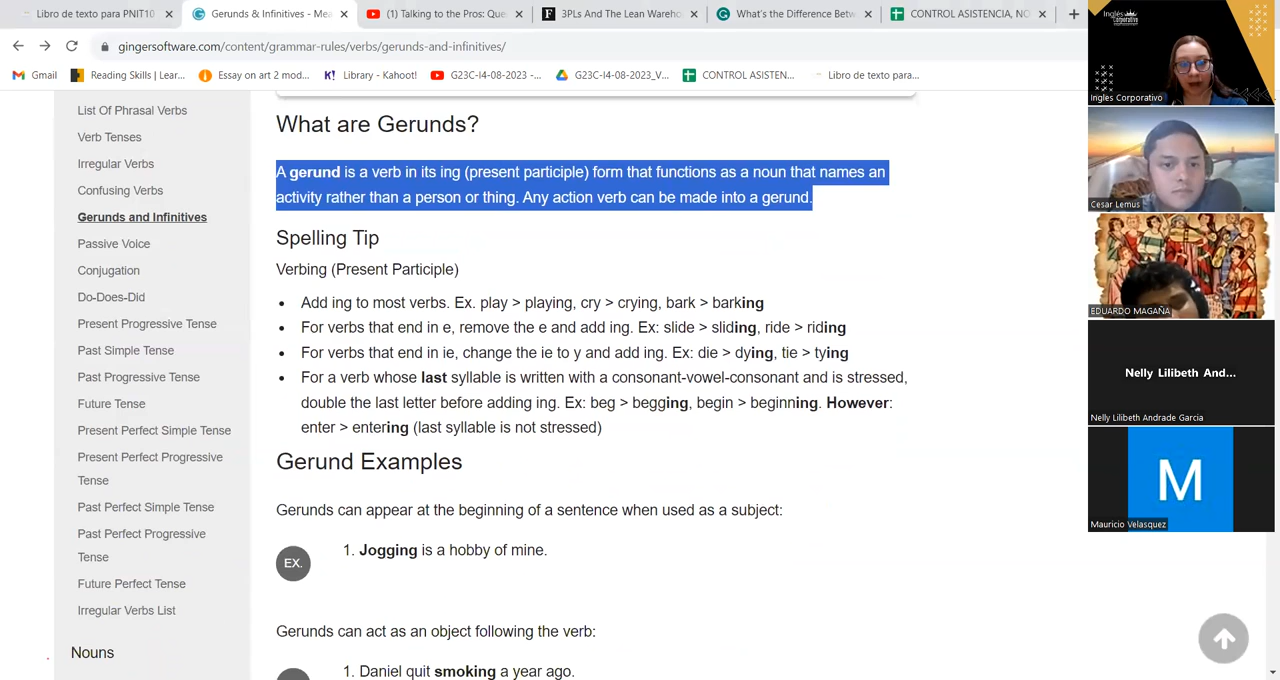 Libro de texto para PNIT10
Gerunds & Infinitives - Mea
(1) Talking to the Pros: Que
3PLs And The Lean Wareho
What's the Difference Betw
CONTROL ASISTENCIA, NO
gingersoftware.com/content/grammar-rules/verbs/gerunds-and-infinitives/
Gmail
Reading Skills | Lear...
Essay on art 2 mod...
Library - Kahoot!
G23C-I4-08-2023 -...
G23C-I4-08-2023_V...
CONTROL ASISTEN...
Libro de texto para...
List Of Phrasal Verbs
Verb Tenses
Irregular Verbs
Confusing Verbs
Gerunds and Infinitives
Passive Voice
Conjugation
Do-Does-Did
Present Progressive Tense
Past Simple Tense
Past Progressive Tense
Future Tense
Present Perfect Simple Tense
Present Perfect Progressive
Tense
Past Perfect Simple Tense
Past Perfect Progressive
Tense
Future Perfect Tense
Irregular Verbs List
Nouns
What are Gerunds?
A gerund is a verb in its ing (present participle) form that functions as a noun that names an
activity rather than a person or thing. Any action verb can be made into a gerund.
Spelling Tip
Verbing (Present Participle)
• Add ing to most verbs. Ex. play > playing, cry > crying, bark > barking
• For verbs that end in e, remove the e and add ing. Ex: slide > sliding, ride > riding
• For verbs that end in ie, change the ie to y and add ing. Ex: die > dying, tie > tying
• For a verb whose last syllable is written with a consonant-vowel-consonant and is stressed,
double the last letter before adding ing. Ex: beg > begging, begin > beginning. However:
enter > entering (last syllable is not stressed)
Gerund Examples
Gerunds can appear at the beginning of a sentence when used as a subject:
EX.
1. Jogging is a hobby of mine.
Gerunds can act as an object following the verb:
1. Daniel quit smoking a year ago.
Inglés
Corporativo
Ingles Corporativo
Cesar Lemus
EDUARDO MAGAÑA
Nelly Lilibeth And...
Nelly Lilibeth Andrade Garcia
M
Mauricio Velasquez